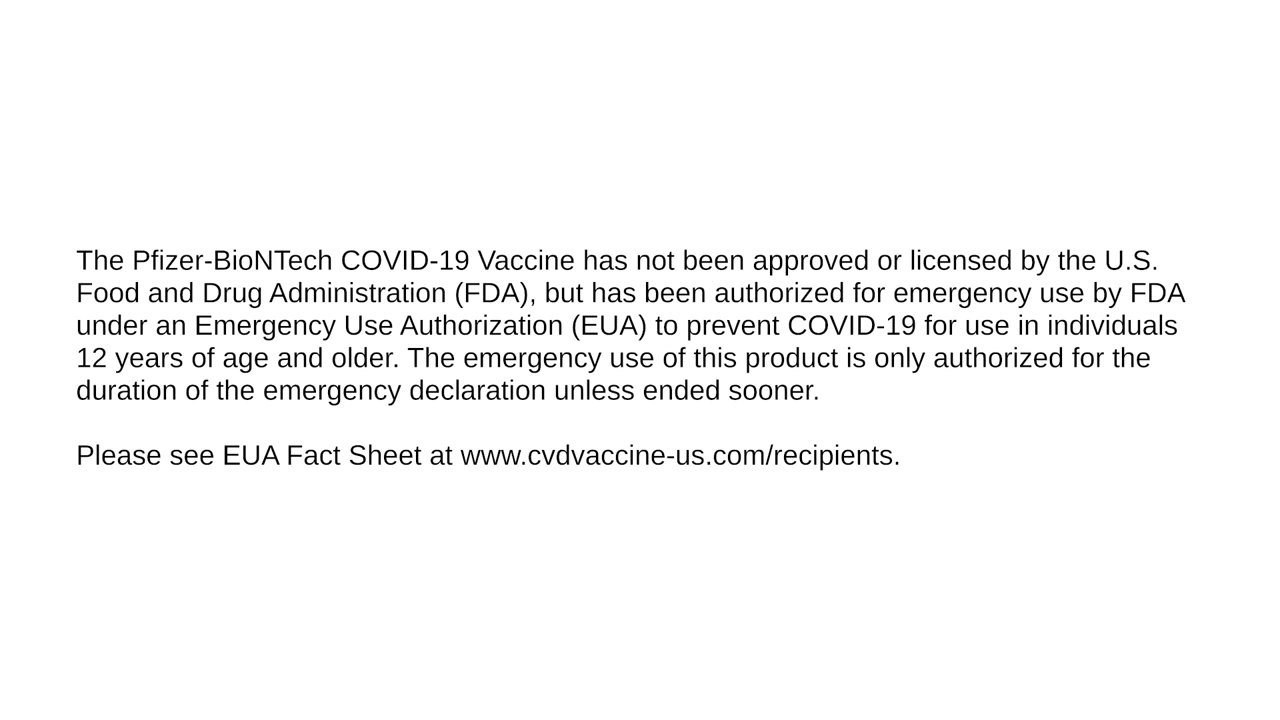 The Pfizer-BioNTech COVID-19 Vaccine has not been approved or licensed by the U.S.
Food and Drug Administration (FDA), but has been authorized for emergency use by FDA
under an Emergency Use Authorization (EUA) to prevent COVID-19 for use in individuals
12 years of age and older. The emergency use of this product is only authorized for the
duration of the emergency declaration unless ended sooner.
Please see EUA Fact Sheet at www.cvdvaccine-us.com/recipients.